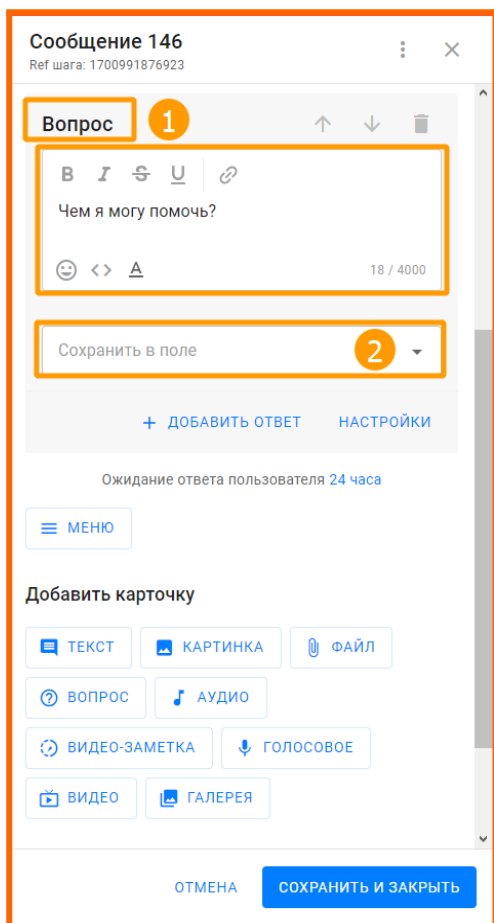 Сообщение 146
Ref шага: 1700991876923
Вопрос 1
B I S U
Чем я могу помочь?
A 18 / 4000
Сохранить в поле 2
+ ДОБАВИТЬ ОТВЕТ НАСТРОЙКИ
Ожидание ответа пользователя 24 часа
МЕНЮ
Добавить карточку
ТЕКСТ КАРТИНКА ФАЙЛ
ВОПРОС АУДИО
ВИДЕО-ЗАМЕТКА ГОЛОСОВОЕ
ВИДЕО ГАЛЕРЕЯ
ОТМЕНА СОХРАНИТЬ И ЗАКРЫТЬ